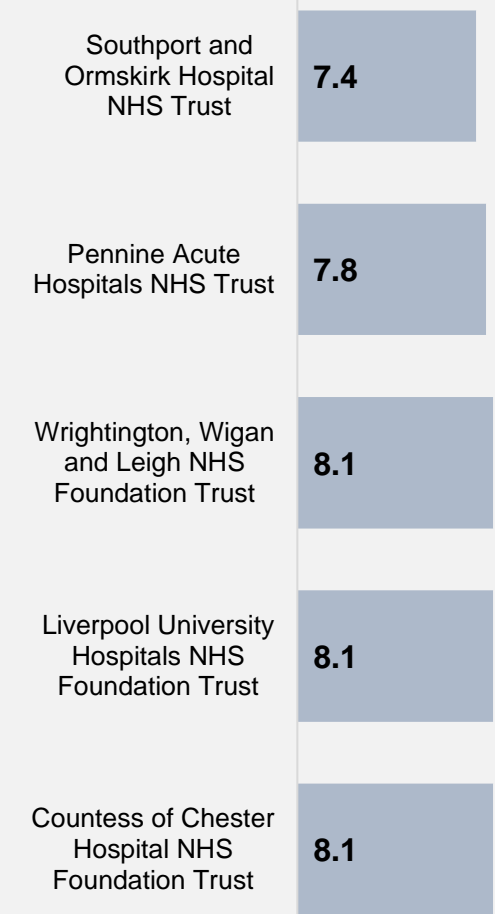 Southport and
Ormskirk Hospital
NHS Trust
7.4
Pennine Acute
Hospitals NHS Trust
7.8
Wrightington, Wigan
and Leigh NHS
Foundation Trust
8.1
Liverpool University
Hospitals NHS
Foundation Trust
8.1
Countess of Chester
Hospital NHS
Foundation Trust
8.1